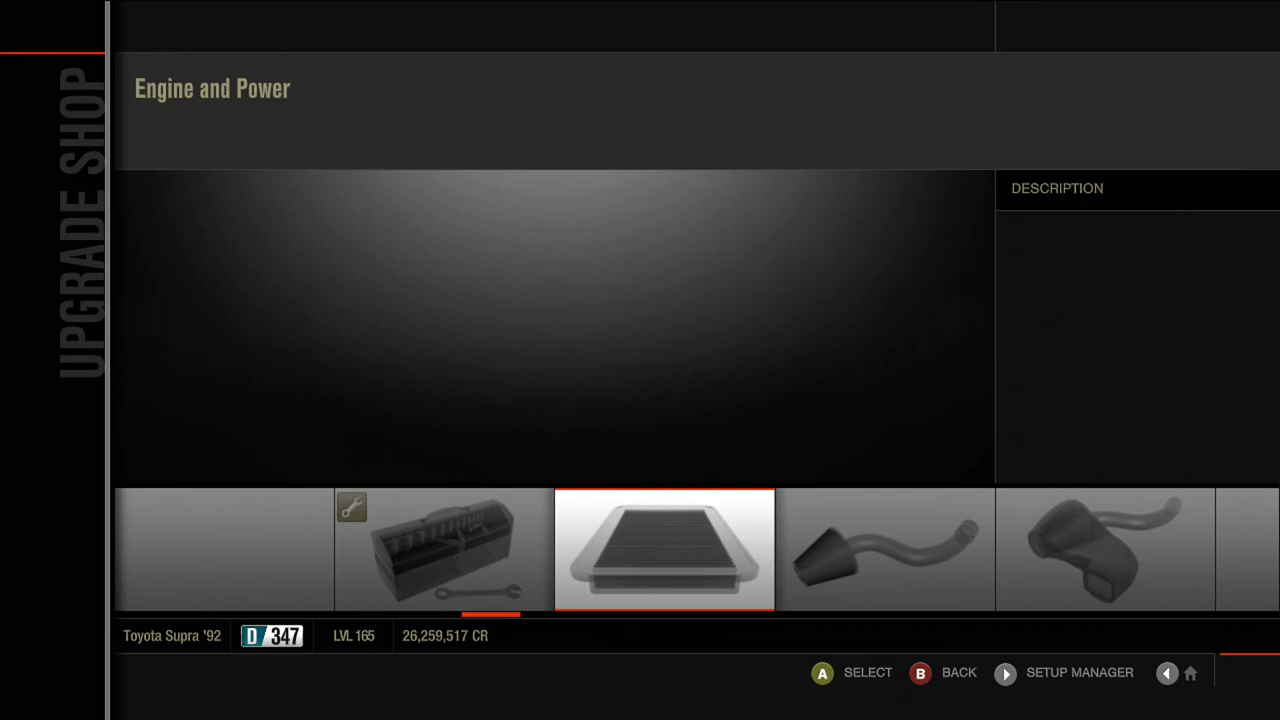 UPGRADE SHOP
Engine and Power
DESCRIPTION
Toyota Supra '92 D 347 LVL 165 26,259,517 CR
A SELECT B BACK SETUP MANAGER